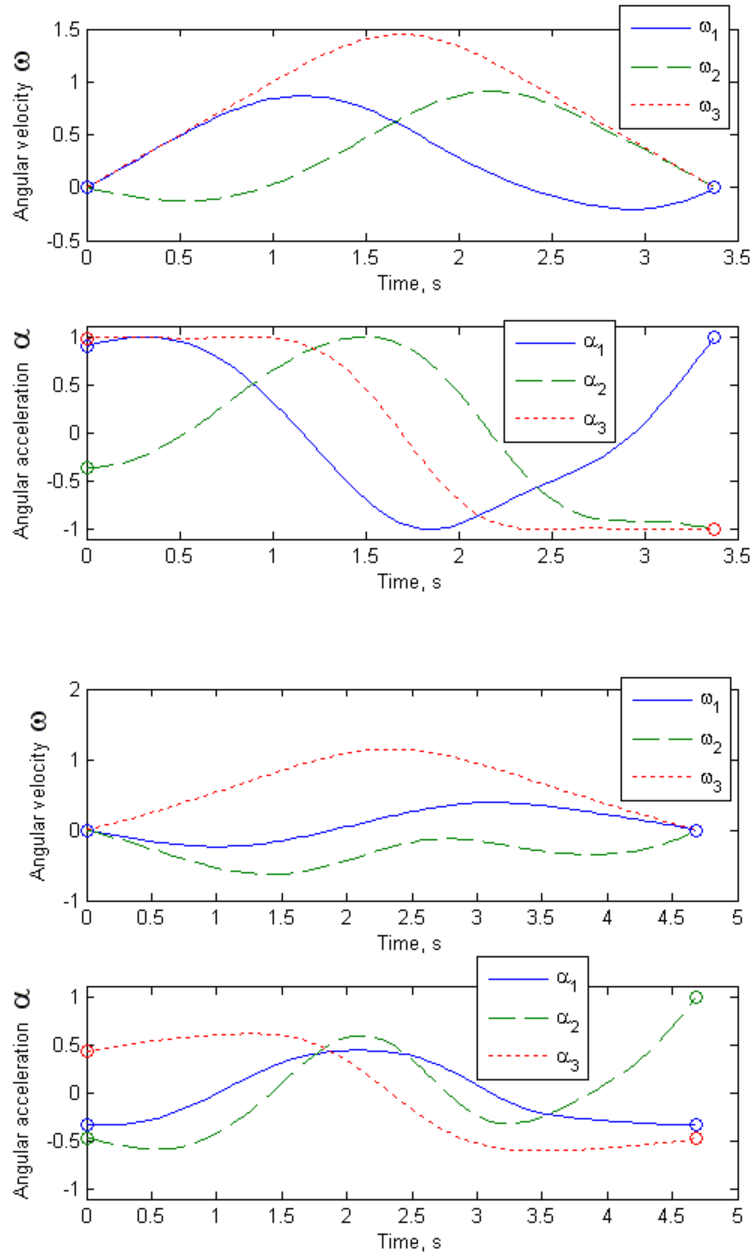 1.5
1
0.5
0
-0.5
Angular velocity ω
0 0.5 1 1.5 2 2.5 3 3.5
Time, s
ω1
ω2
ω3
1
0.5
0
-0.5
-1
Angular acceleration α
0 0.5 1 1.5 2 2.5 3 3.5
Time, s
α1
α2
α3
2
1
0
-1
Angular velocity ω
0 0.5 1 1.5 2 2.5 3 3.5 4 4.5 5
Time, s
ω1
ω2
ω3
1
0.5
0
-0.5
-1
Angular acceleration α
0 0.5 1 1.5 2 2.5 3 3.5 4 4.5 5
Time, s
α1
α2
α3